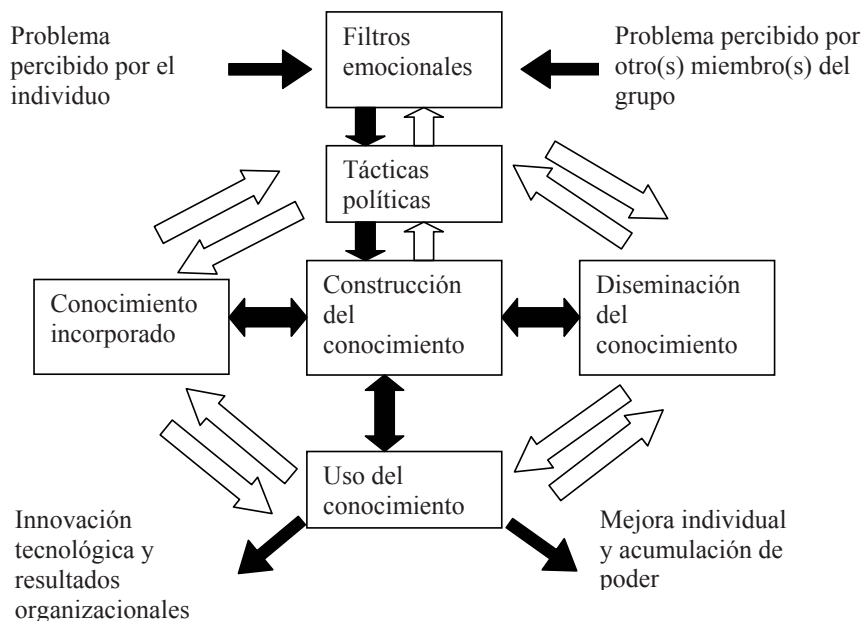 Problema
percibido por el
individuo
Filtros
emocionales
Problema percibido por
otro(s) miembro(s) del
grupo
Tácticas
políticas
Conocimiento
incorporado
Construcción
del
conocimiento
Diseminación
del
conocimiento
Uso del
conocimiento
Innovación
tecnológica y
resultados
organizacionales
Mejora individual
y acumulación de
poder